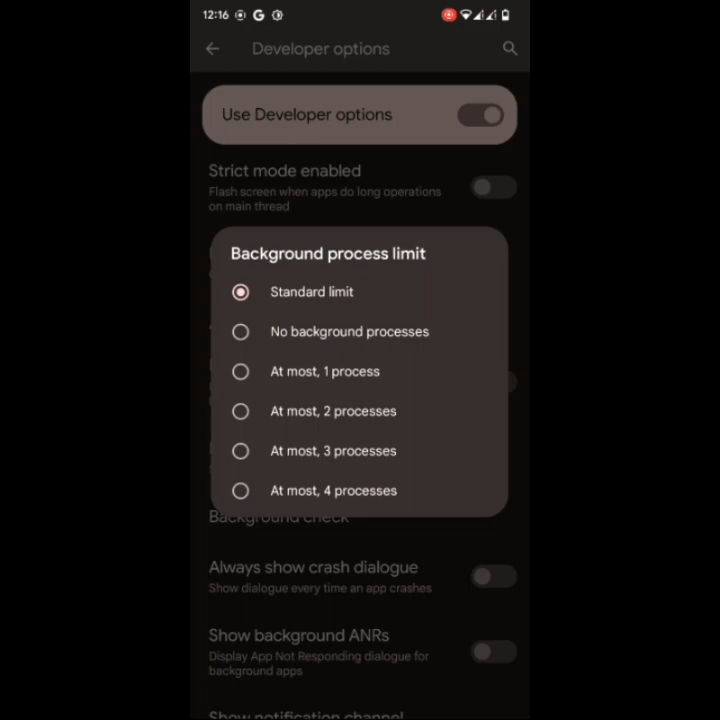 12:16
Developer options
Use Developer options
Strict mode enabled
Flash screen when apps do long operations
on main thread
Background process limit
Standard limit
No background processes
At most, 1 process
At most, 2 processes
At most, 3 processes
At most, 4 processes
Background check
Always show crash dialogue
Show dialogue every time an app crashes
Show background ANRs
Display App Not Responding dialogue for
background apps
Show notification channel